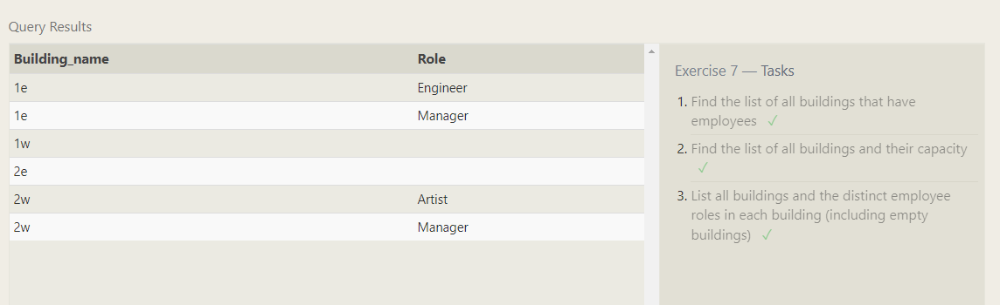 Query Results
Building_name Role
1e Engineer
1e Manager
1w
2e
2w Artist
2w Manager
Exercise 7 — Tasks
1. Find the list of all buildings that have
employees ✓
2. Find the list of all buildings and their capacity
✓
3. List all buildings and the distinct employee
roles in each building (including empty
buildings) ✓